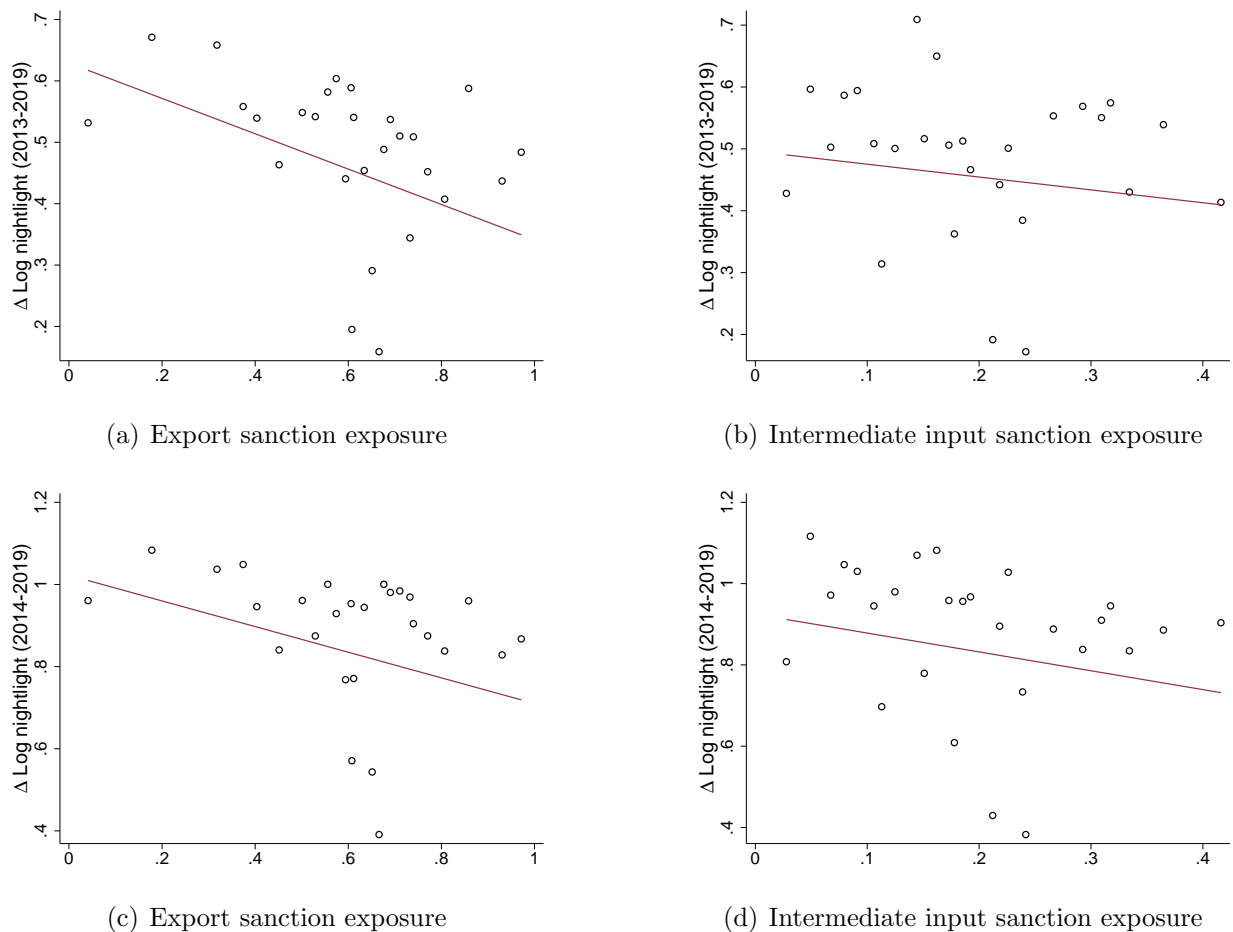 Δ Log nightlight (2013-2019)
.2 .3 .4 .5 .6 .7
0 .2 .4 .6 .8 1
(a) Export sanction exposure
Δ Log nightlight (2013-2019)
.2 .3 .4 .5 .6 .7
0 .1 .2 .3 .4
(b) Intermediate input sanction exposure
Δ Log nightlight (2014-2019)
.4 .6 .8 1 1.2
0 .2 .4 .6 .8 1
(c) Export sanction exposure
Δ Log nightlight (2014-2019)
.4 .6 .8 1 1.2
0 .1 .2 .3 .4
(d) Intermediate input sanction exposure